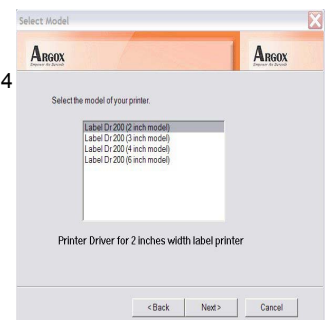 Select Model
ARGOX
ARGOX
4
Select the model of your printer.
Label Dr 200 (2 inch model)
Label Dr 200 (3 inch model)
Label Dr 200 (4 inch model)
Label Dr 200 (6 inch model)
Printer Driver for 2 inches width label printer
< Back
Next >
Cancel